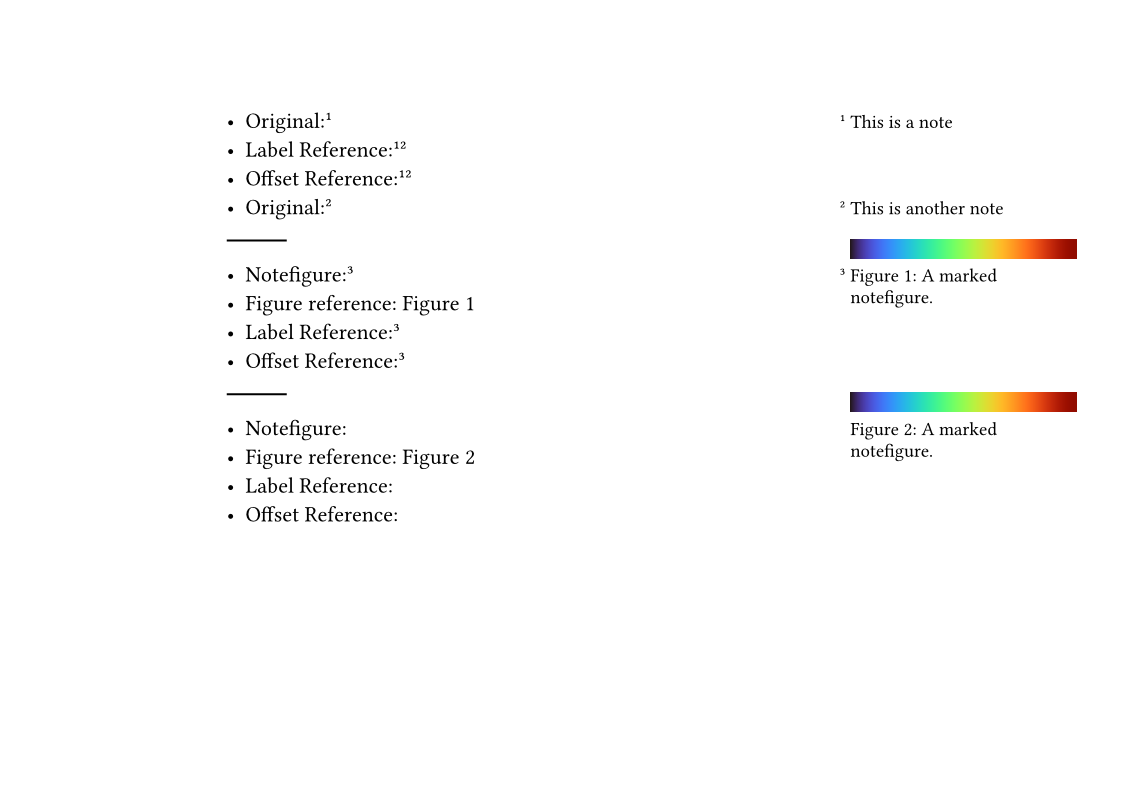 • Original:¹
• Label Reference:¹²
• Offset Reference:¹²
• Original:²
• Notefigure:³
• Figure reference: Figure 1
• Label Reference:³
• Offset Reference:³
• Notefigure:
• Figure reference: Figure 2
• Label Reference:
• Offset Reference:
¹ This is a note
² This is another note
³ Figure 1: A marked
notefigure.
Figure 2: A marked
notefigure.